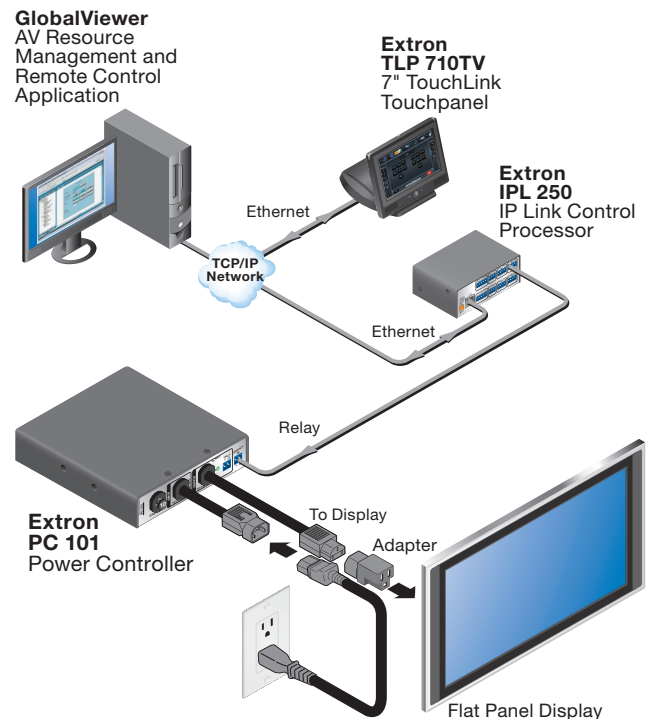 GlobalViewer
AV Resource
Management and
Remote Control
Application
Extron
TLP 710TV
7" TouchLink
Touchpanel
Extron
IPL 250
IP Link Control
Processor
Ethernet
TCP/IP
Network
Ethernet
Relay
Extron
PC 101
Power Controller
To Display
Adapter
Flat Panel Display